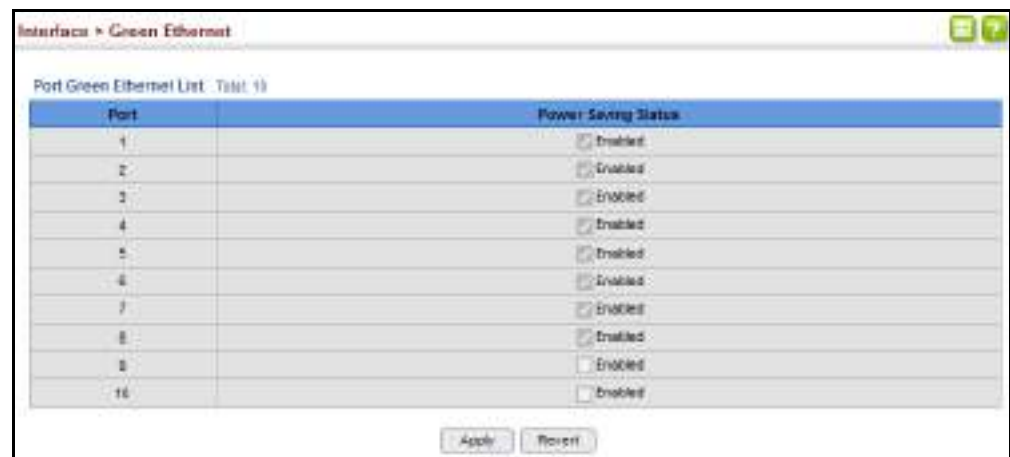 Interface > Green Ethernet
Port Green Ethernet List Total: 10
Port Power Saving Status
1 Enabled
2 Enabled
3 Enabled
4 Enabled
5 Enabled
6 Enabled
7 Enabled
8 Enabled
9 Enabled
10 Enabled
Apply Revert